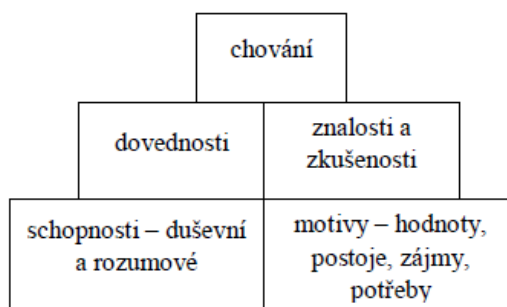 chování
dovednosti
znalosti a
zkušenosti
schopnosti – duševní
a rozumové
motivy – hodnoty,
postoje, zájmy,
potřeby